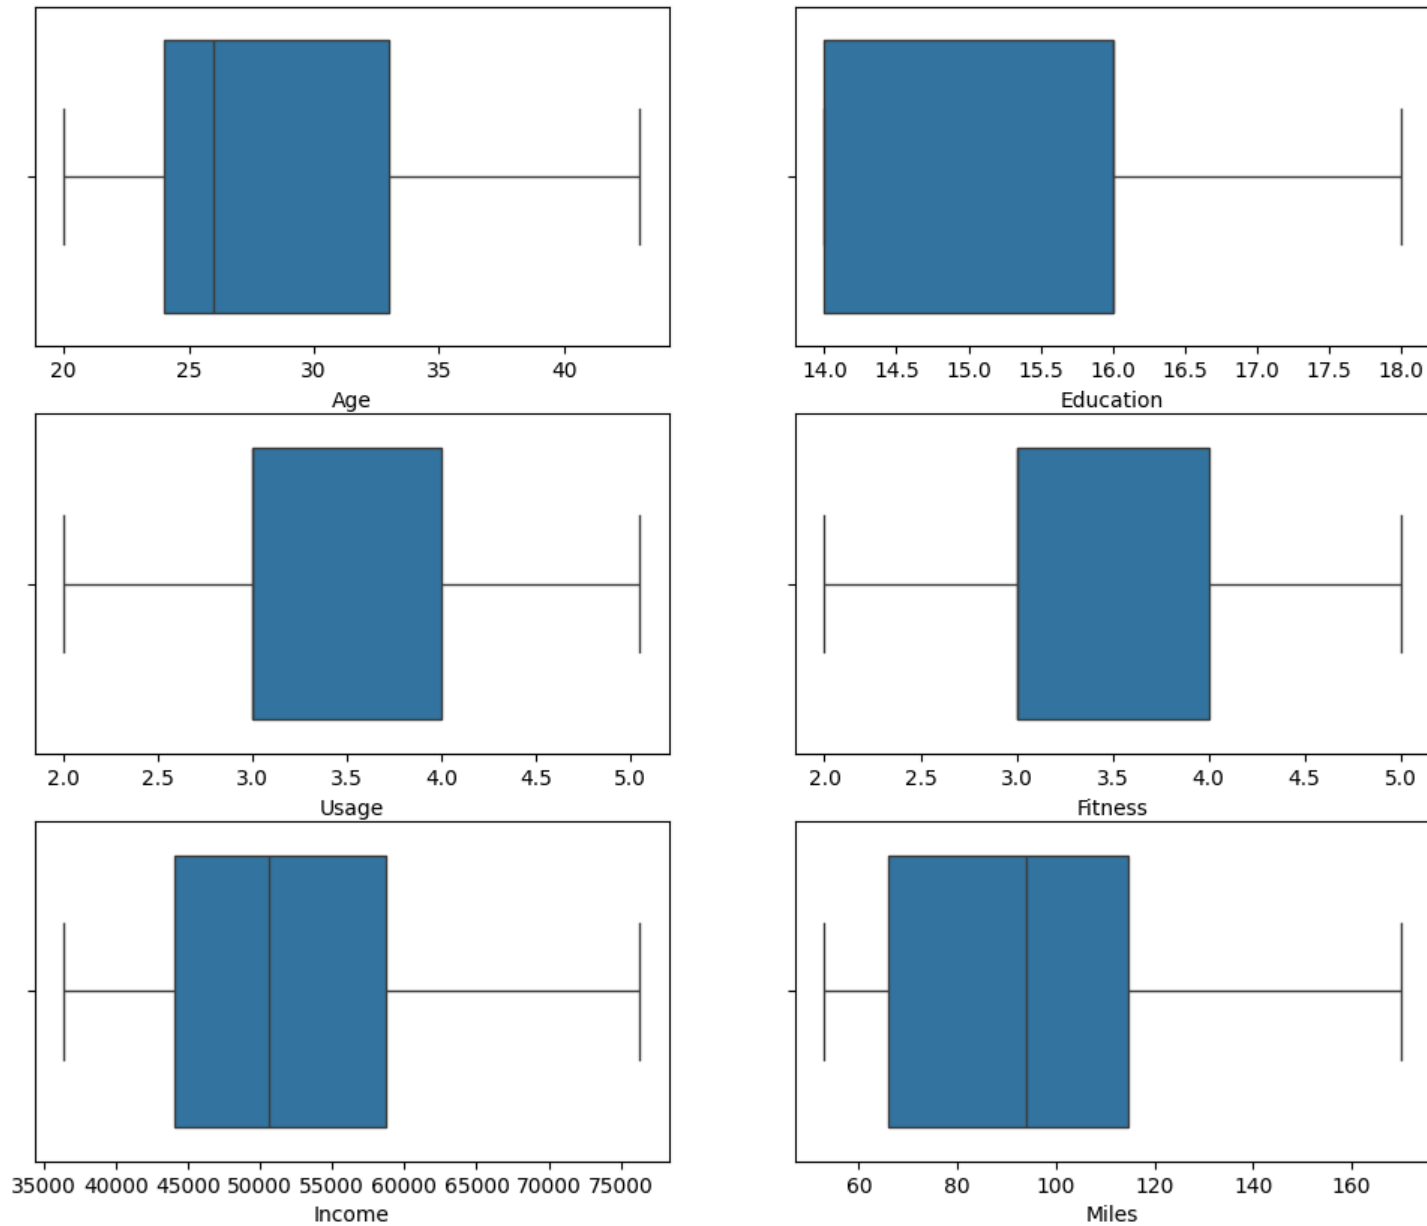 20 25 30 35 40
Age
14.0 14.5 15.0 15.5 16.0 16.5 17.0 17.5 18.0
Education
2.0 2.5 3.0 3.5 4.0 4.5 5.0
Usage
2.0 2.5 3.0 3.5 4.0 4.5 5.0
Fitness
35000 40000 45000 50000 55000 60000 65000 70000 75000
Income
60 80 100 120 140 160
Miles